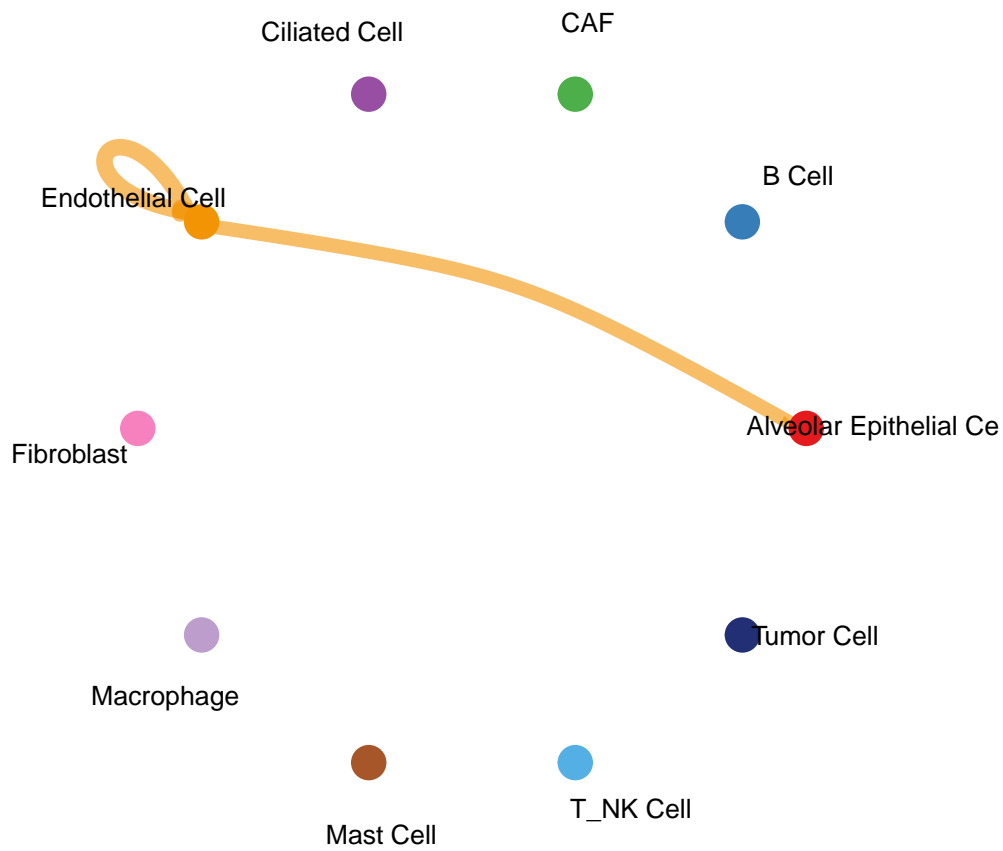 CAF
Ciliated Cell
B Cell
Endothelial Cell
Alveolar Epithelial Ce
Fibroblast
Tumor Cell
Macrophage
T_NK Cell
Mast Cell